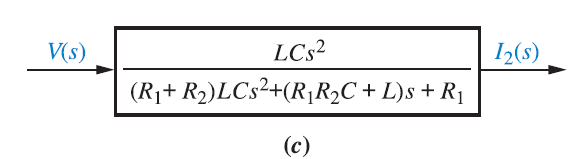 V(s)
LCs²
I₂(s)
(R₁+ R₂)LCs²+(R₁R₂C + L)s + R₁
(c)